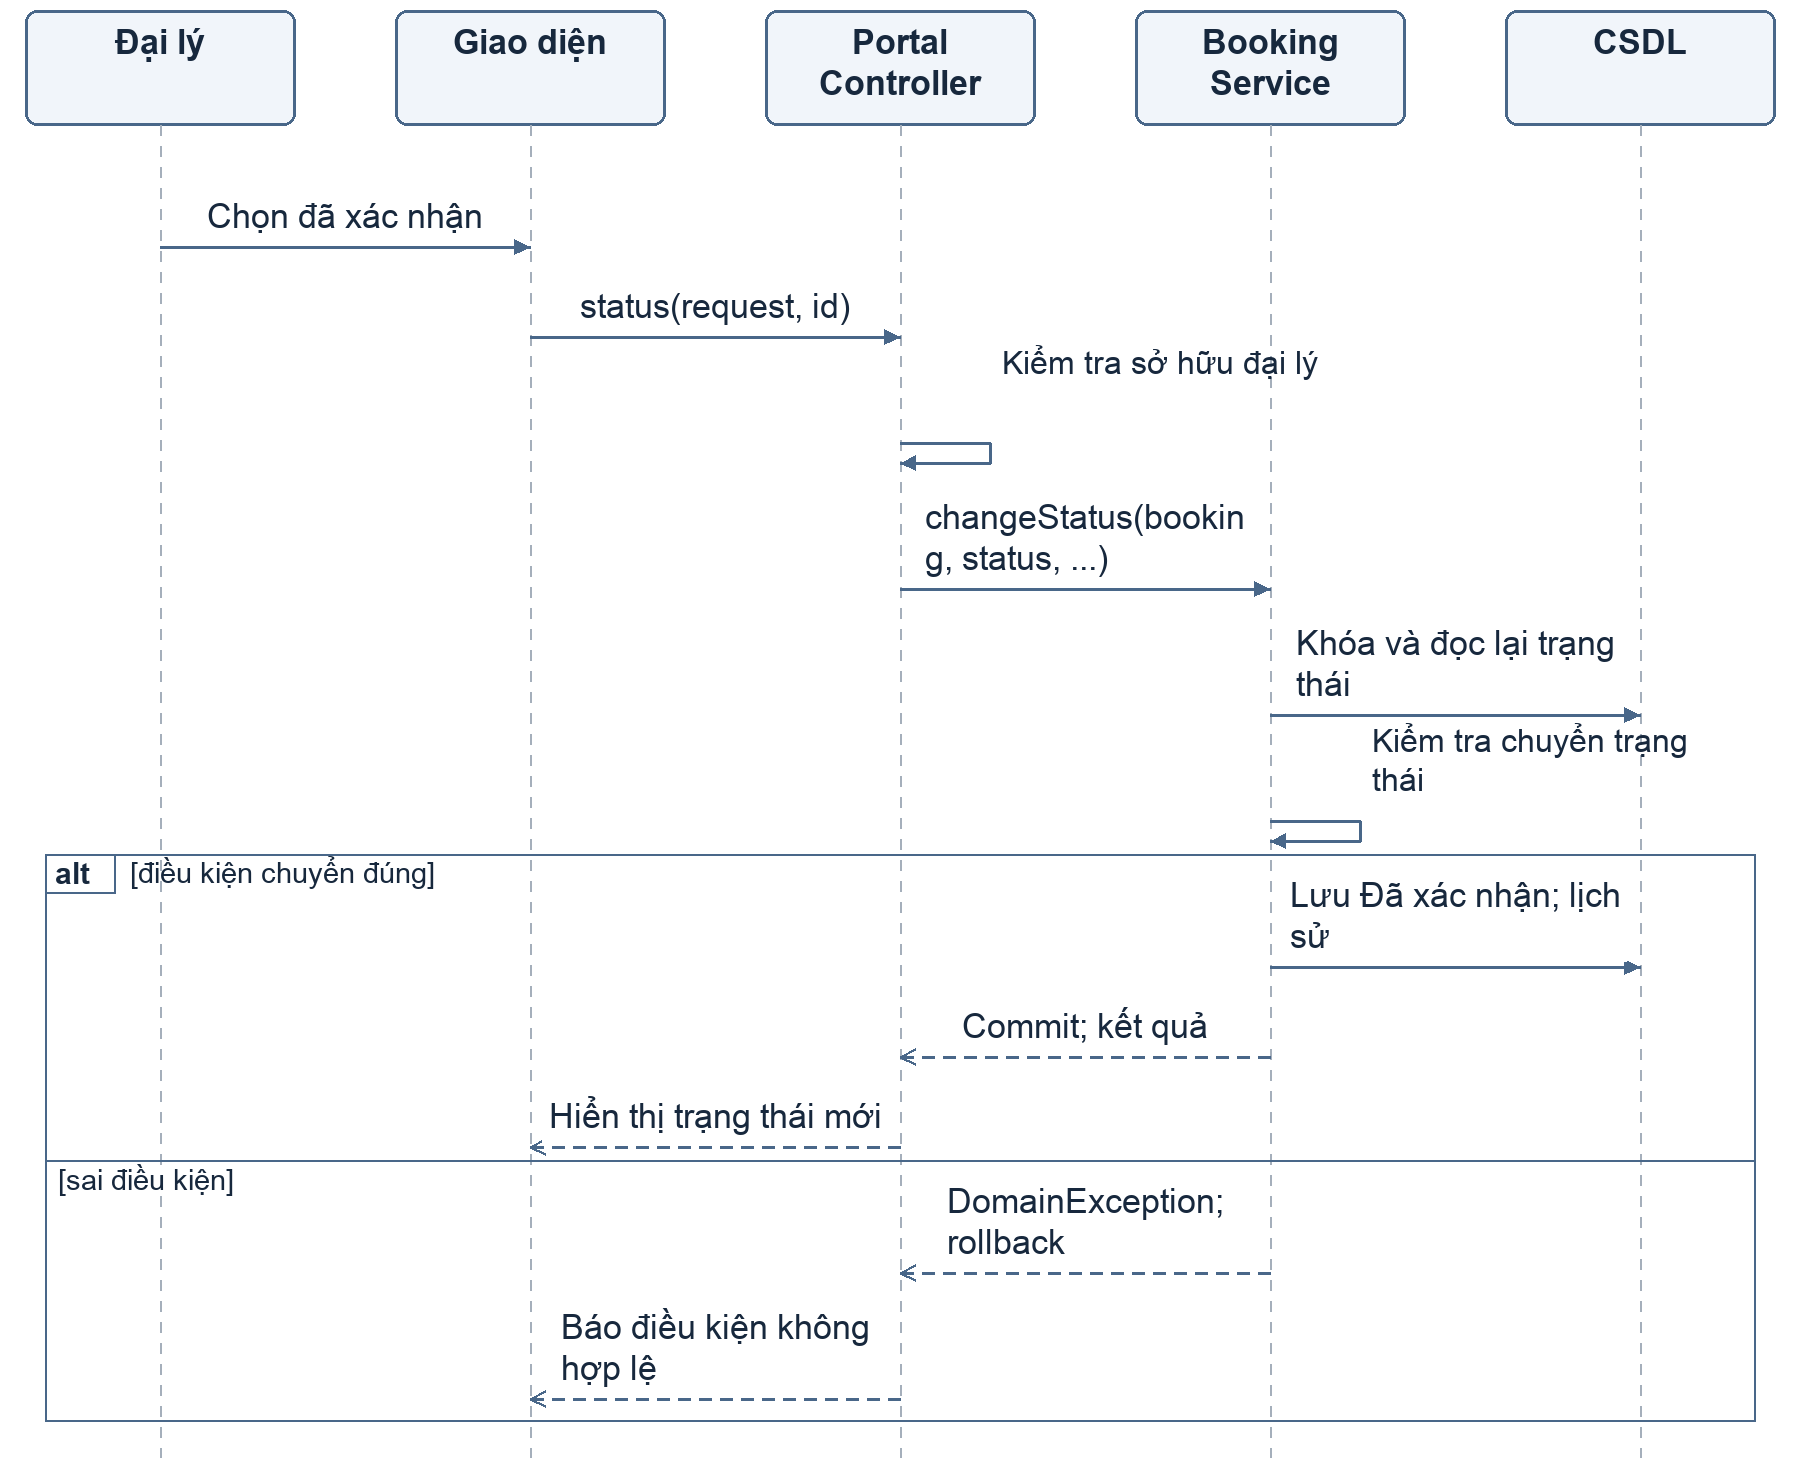 Đại lý
Giao diện
Portal
Controller
Booking
Service
CSDL
Chọn đã xác nhận
status(request, id)
Kiểm tra sở hữu đại lý
changeStatus(bookin
g, status, ...)
Khóa và đọc lại trạng
thái
Kiểm tra chuyển trạng
thái
alt
[điều kiện chuyển đúng]
Lưu Đã xác nhận; lịch
sử
Commit; kết quả
Hiển thị trạng thái mới
[sai điều kiện]
DomainException;
rollback
Báo điều kiện không
hợp lệ